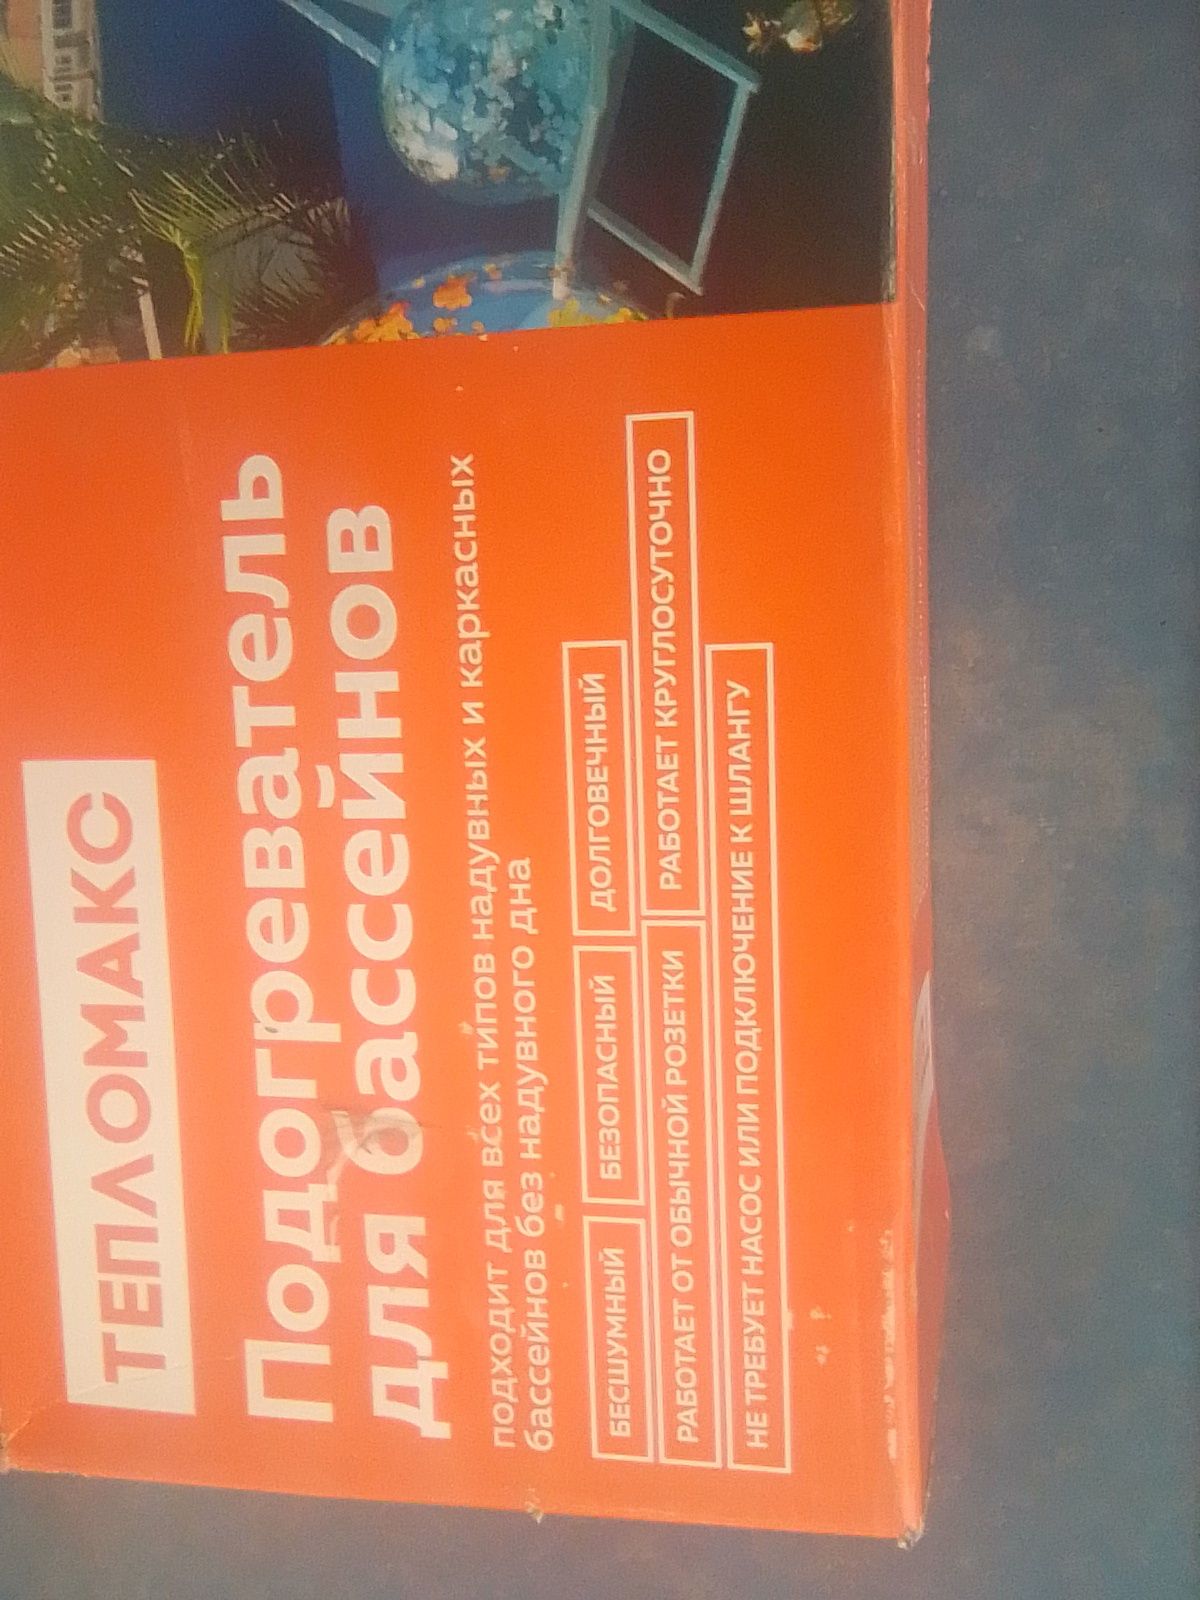 ТЕПЛОМАКС
Подогреватель
для бассейнов
подходит для всех типов надувных и каркасных
бассейнов без надувного дна
БЕСШУМНЫЙ БЕЗОПАСНЫЙ ДОЛГОВЕЧНЫЙ
РАБОТАЕТ ОТ ОБЫЧНОЙ РОЗЕТКИ РАБОТАЕТ КРУГЛОСУТОЧНО
НЕ ТРЕБУЕТ НАСОС ИЛИ ПОДКЛЮЧЕНИЕ К ШЛАНГУ